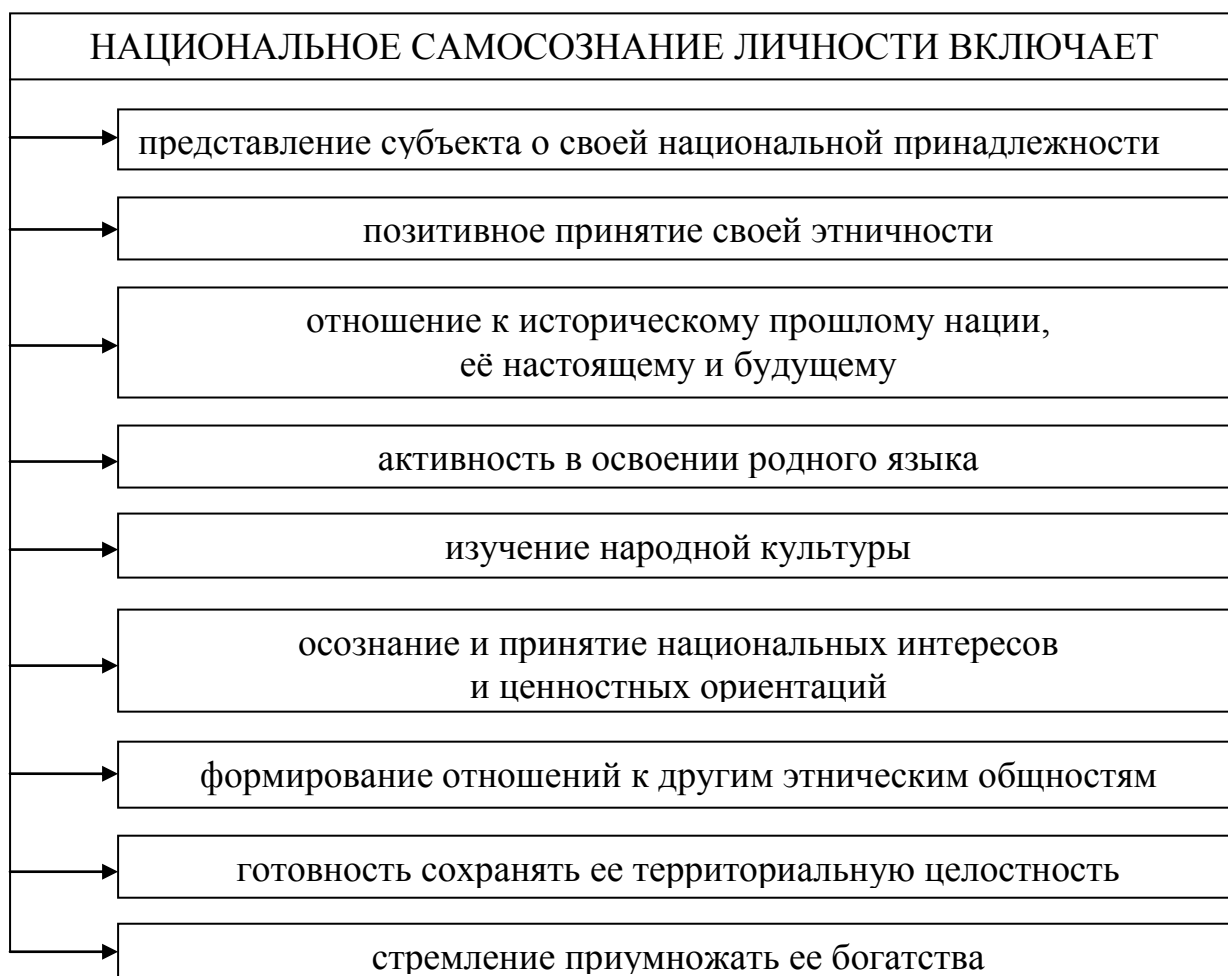 НАЦИОНАЛЬНОЕ САМОСОЗНАНИЕ ЛИЧНОСТИ ВКЛЮЧАЕТ
представление субъекта о своей национальной принадлежности
позитивное принятие своей этничности
отношение к историческому прошлому нации,
её настоящему и будущему
активность в освоении родного языка
изучение народной культуры
осознание и принятие национальных интересов
и ценностных ориентаций
формирование отношений к другим этническим общностям
готовность сохранять ее территориальную целостность
стремление приумножать ее богатства